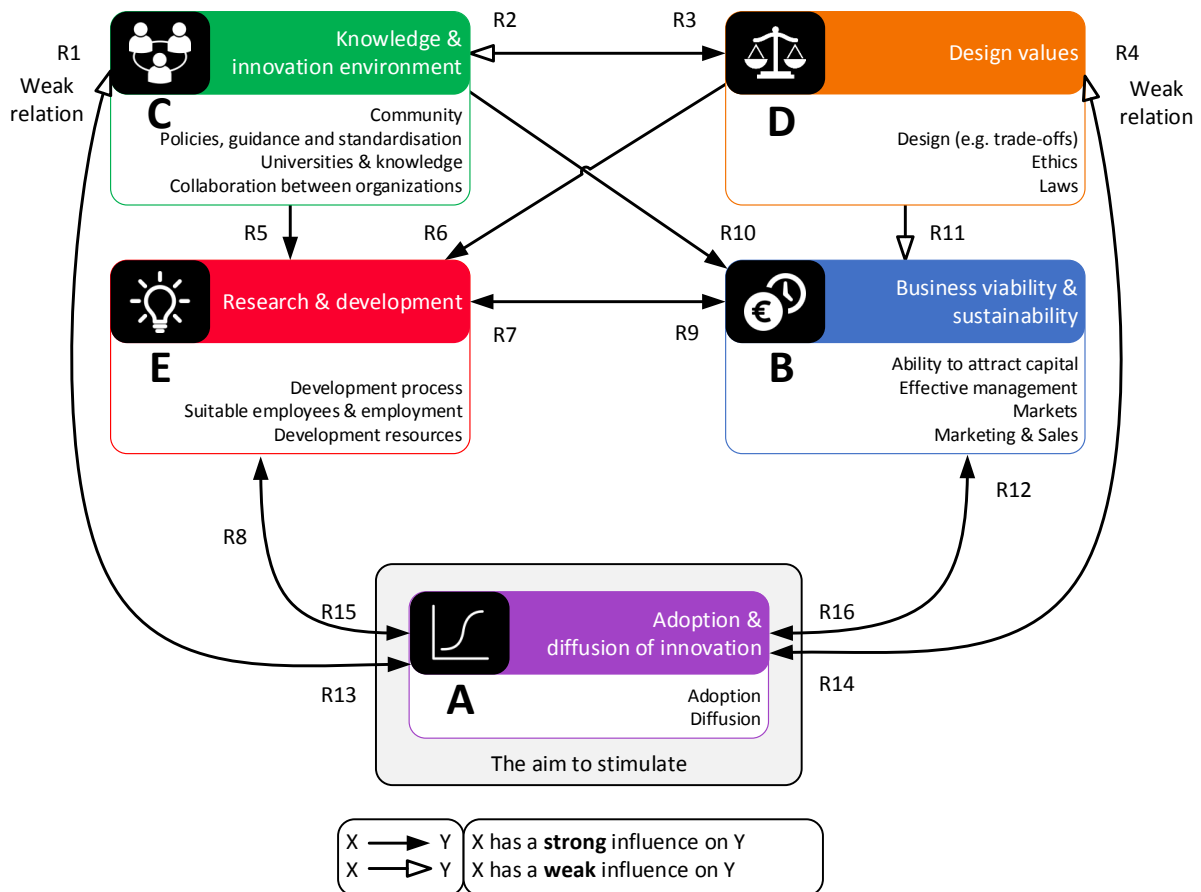 R1
Weak
relation
Knowledge &
innovation environment
C
Community
Policies, guidance and standardisation
Universities & knowledge
Collaboration between organizations
R2
R3
Design values
D
Design (e.g. trade-offs)
Ethics
Laws
R4
Weak
relation
R5
R6
R10
R11
Research & development
E
Development process
Suitable employees & employment
Development resources
R7
R9
Business viability &
sustainability
B
Ability to attract capital
Effective management
Markets
Marketing & Sales
R8
R12
R15
R13
Adoption &
diffusion of innovation
A
Adoption
Diffusion
R16
R14
The aim to stimulate
X Y X has a strong influence on Y
X Y X has a weak influence on Y